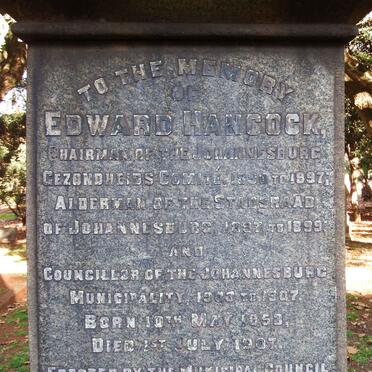 TO THE MEMORY
OF
EDWARD HANCOCK,
CHAIRMAN OF THE JOHANNESBURG
GEZONDHEIDS COMITE, TO 1897;
ALDERMAN OF THE STADSRAAD
OF JOHANNESBURG, 1897 TO 1899,
AND
COUNCILLOR OF THE JOHANNESBURG
MUNICIPALITY, 1903 TO 1907.
BORN 10TH MAY 1853,
DIED 1ST JULY, 1907.
ERECTED BY THE MUNICIPAL COUNCIL